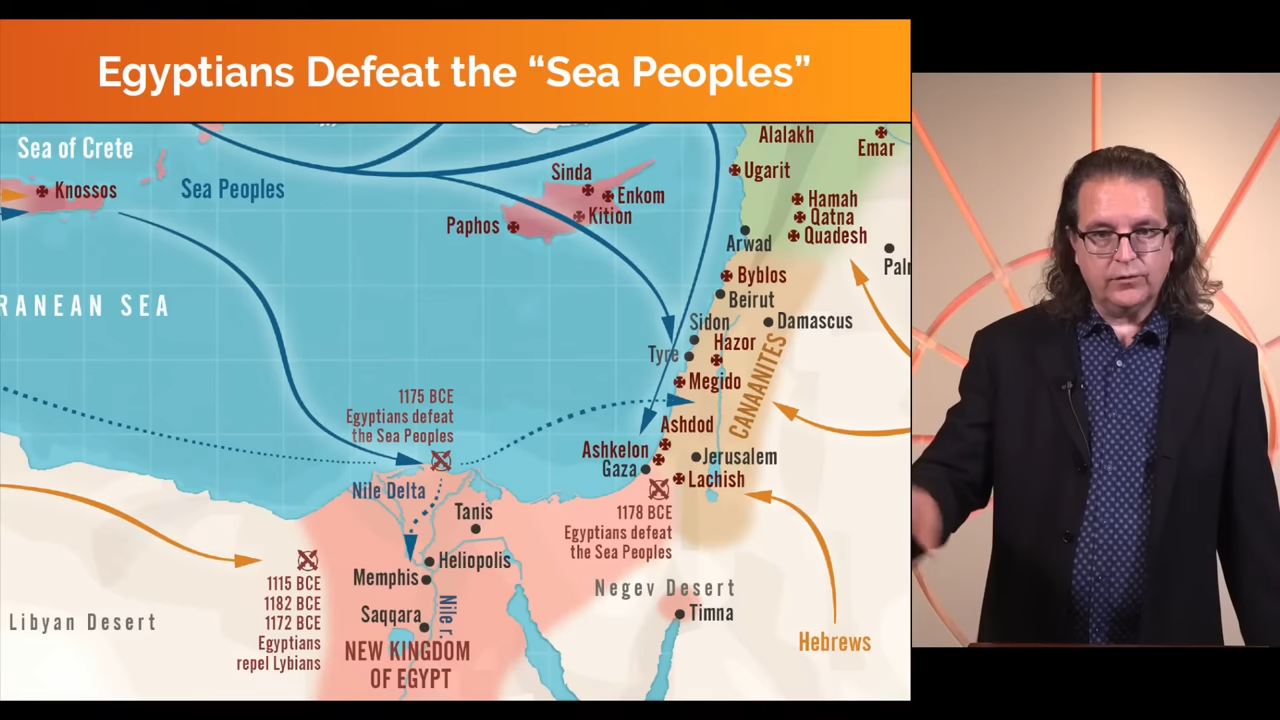 Egyptians Defeat the “Sea Peoples”
Sea of Crete
Knossos
Sea Peoples
Sinda
Enkom
Kition
Paphos
Alalakh
Emar
Ugarit
Hamah
Qatna
Quadesh
Arwad
Palr
Byblos
Beirut
RANEAN SEA
Sidon
Damascus
Hazor
Tyre
Megido
CANAANITES
1175 BCE
Egyptians defeat
the Sea Peoples
Ashdod
Ashkelon
Jerusalem
Gaza
Lachish
Nile Delta
Tanis
1178 BCE
Egyptians defeat
the Sea Peoples
Heliopolis
Memphis
1115 BCE
1182 BCE
1172 BCE
Egyptians
repel Lybians
Negev Desert
Saqqara
Nile r.
Timna
Libyan Desert
Hebrews
NEW KINGDOM
OF EGYPT